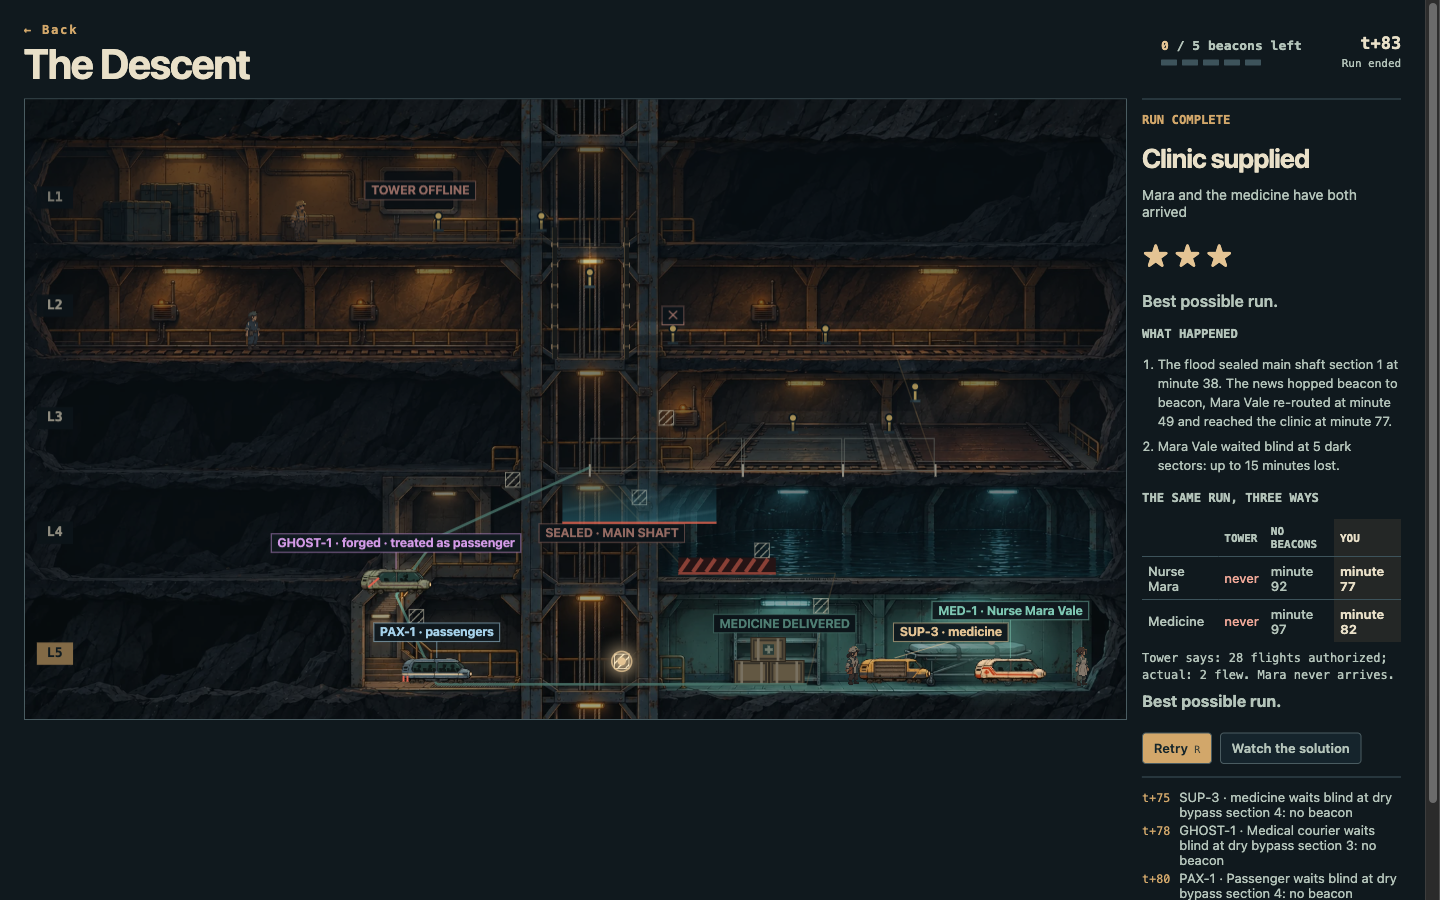 ← Back
The Descent
0 / 5 beacons left
t+83
Run ended
L1
TOWER OFFLINE
L2
L3
L4
GHOST-1 · forged · treated as passenger
SEALED · MAIN SHAFT
L5
PAX-1 · passengers
MEDICINE DELIVERED
MED-1 · Nurse Mara Vale
SUP-3 · medicine
RUN COMPLETE
Clinic supplied
Mara and the medicine have both
arrived
Best possible run.
WHAT HAPPENED
1. The flood sealed main shaft section 1 at
minute 38. The news hopped beacon to
beacon, Mara Vale re-routed at minute
49 and reached the clinic at minute 77.
2. Mara Vale waited blind at 5 dark
sectors: up to 15 minutes lost.
THE SAME RUN, THREE WAYS
TOWER NO BEACONS YOU
Nurse Mara never minute 92 minute 77
Medicine never minute 97 minute 82
Tower says: 28 flights authorized;
actual: 2 flew. Mara never arrives.
Best possible run.
Retry R
Watch the solution
t+75 SUP-3 · medicine waits blind at dry
bypass section 4: no beacon
t+78 GHOST-1 · Medical courier waits
blind at dry bypass section 3: no
beacon
t+80 PAX-1 · Passenger waits blind at dry
bypass section 4: no beacon